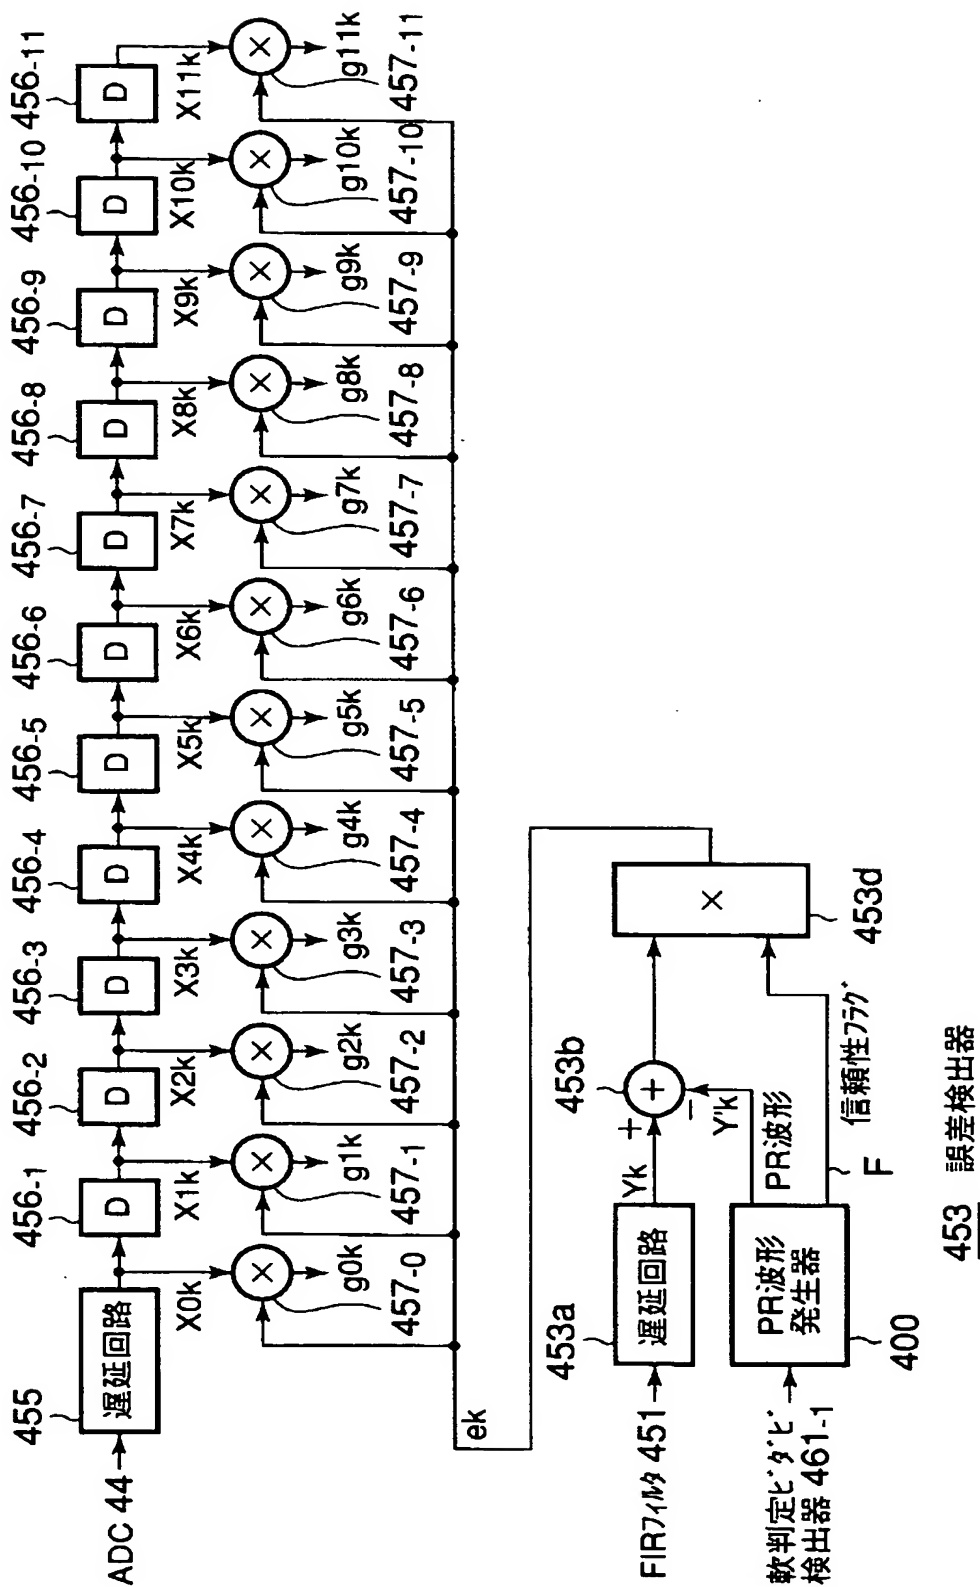 455
456-1
456-2
456-3
456-4
456-5
456-6
456-7
456-8
456-9
456-10
456-11
ADC 44
遅延回路
D
D
D
D
D
D
D
D
D
D
D
X0k
X1k
X2k
X3k
X4k
X5k
X6k
X7k
X8k
X9k
X10k
X11k
×
×
×
×
×
×
×
×
×
×
×
×
g0k
g1k
g2k
g3k
g4k
g5k
g6k
g7k
g8k
g9k
g10k
g11k
457-0
457-1
457-2
457-3
457-4
457-5
457-6
457-7
457-8
457-9
457-10
457-11
ek
453a
453b
FIRﾌｨﾙﾀ 451
遅延回路
Yk
+
+
−
Y'k
×
453d
軟判定ﾋﾞﾀﾞﾋﾞ
検出器 461-1
PR波形
発生器
PR波形
400
F
信頼性ﾌﾗｸﾞ
453 誤差検出器